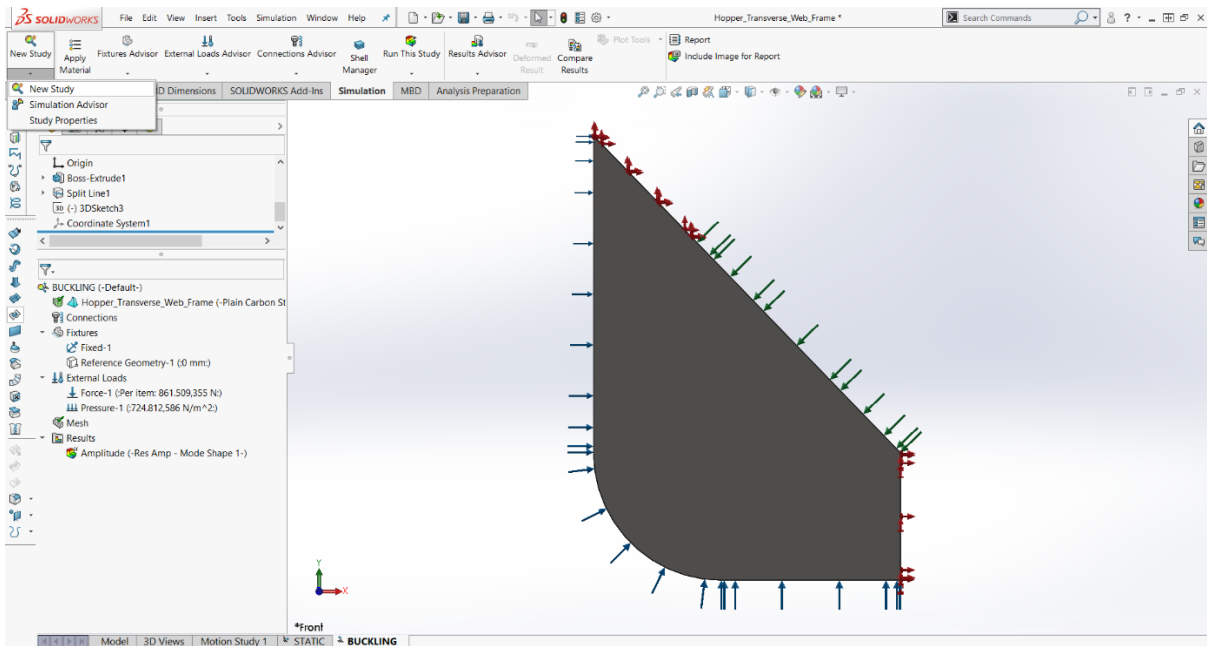 SOLIDWORKS File Edit View Insert Tools Simulation Window Help Hopper_Transverse_Web_Frame * Search Commands ?
New Study Apply Material Fixtures Advisor External Loads Advisor Connections Advisor Shell Manager Run This Study Results Advisor Deformed Result Compare Results Plot Tools Report
Include Image for Report
New Study
Simulation Advisor
Study Properties
D Dimensions SOLIDWORKS Add-Ins Simulation MBD Analysis Preparation
Origin
Boss-Extrude1
Split Line1
3D (-) 3DSketch3
Coordinate System1
BUCKLING (-Default-)
Hopper_Transverse_Web_Frame (-Plain Carbon St
Connections
Fixtures
Fixed-1
Reference Geometry-1 (:0 mm:)
External Loads
Force-1 (:Per item: 861.509,355 N:)
Pressure-1 (:724.812,586 N/m^2:)
Mesh
Results
Amplitude (-Res Amp - Mode Shape 1-)
Y
X
*Front
Model 3D Views Motion Study 1 STATIC BUCKLING